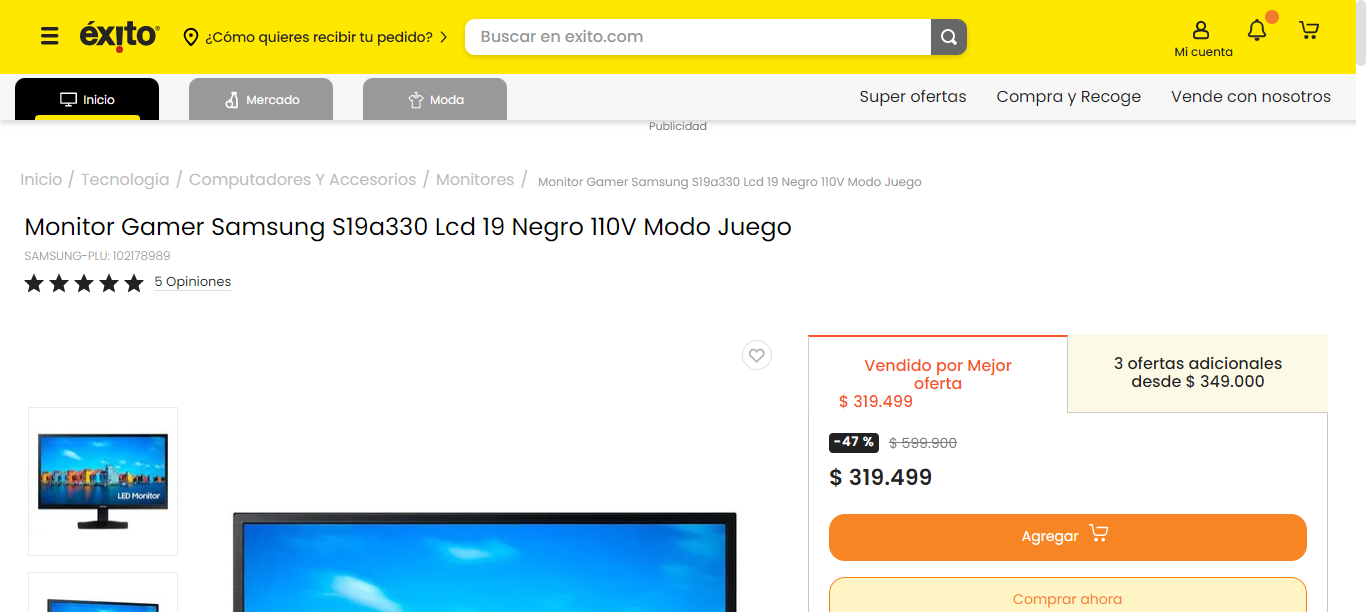 éxito
¿Cómo quieres recibir tu pedido?
Buscar en exito.com
Mi cuenta
Inicio
Mercado
Moda
Super ofertas
Compra y Recoge
Vende con nosotros
Publicidad
Inicio / Tecnologia / Computadores Y Accesorios / Monitores / Monitor Gamer Samsung S19a330 Lcd 19 Negro 110V Modo Juego
Monitor Gamer Samsung S19a330 Lcd 19 Negro 110V Modo Juego
SAMSUNG-PLU: 102178989
5 Opiniones
LED Monitor
Vendido por Mejor
oferta
$ 319.499
3 ofertas adicionales
desde $ 349.000
-47 % $ 599.900
$ 319.499
Agregar
Comprar ahora